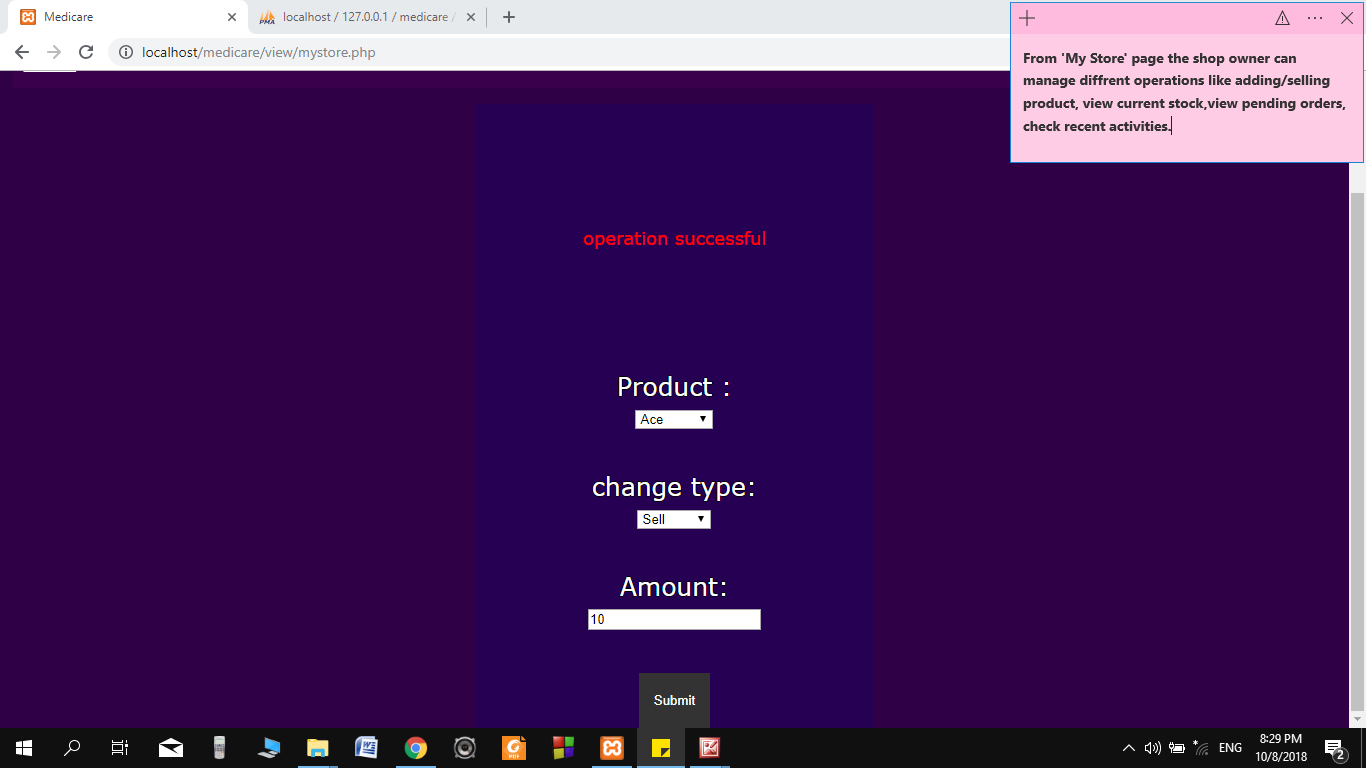 Medicare
localhost / 127.0.0.1 / medicare /
localhost/medicare/view/mystore.php
From 'My Store' page the shop owner can
manage diffrent operations like adding/selling
product, view current stock,view pending orders,
check recent activities.
operation successful
Product :
Ace
change type:
Sell
Amount:
10
Submit
ENG
8:29 PM
10/8/2018
2